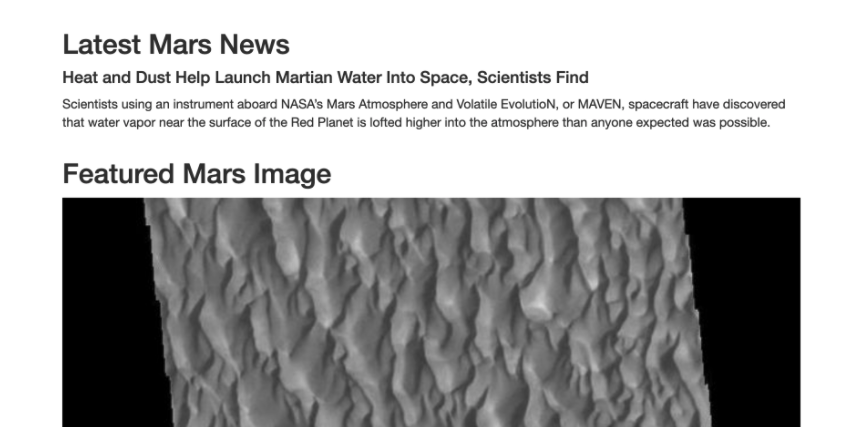 Latest Mars News
Heat and Dust Help Launch Martian Water Into Space, Scientists Find
Scientists using an instrument aboard NASA's Mars Atmosphere and Volatile EvolutioN, or MAVEN, spacecraft have discovered
that water vapor near the surface of the Red Planet is lofted higher into the atmosphere than anyone expected was possible.
Featured Mars Image